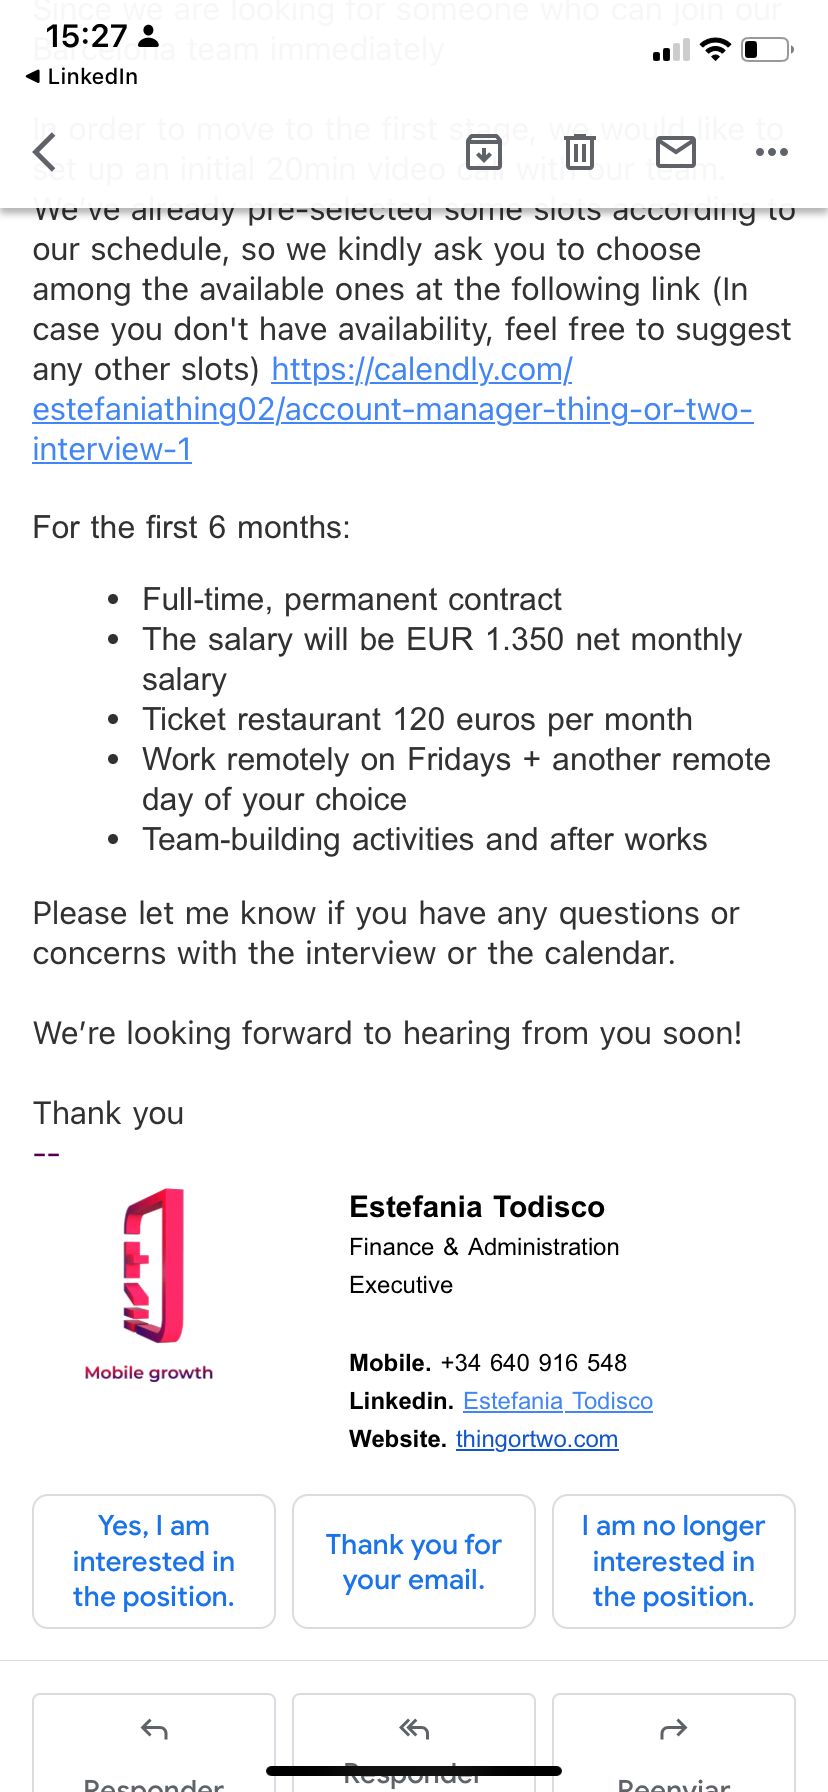 Since we are looking for someone who can join our
15:27
Barcelona team immediately
LinkedIn
In order to move to the first stage, we would like to
set up an initial 20min video call with our team.
We've already pre-selected some slots according to
our schedule, so we kindly ask you to choose
among the available ones at the following link (In
case you don't have availability, feel free to suggest
any other slots) https://calendly.com/
estefaniathing02/account-manager-thing-or-two-
interview-1
For the first 6 months:
• Full-time, permanent contract
• The salary will be EUR 1.350 net monthly
salary
• Ticket restaurant 120 euros per month
• Work remotely on Fridays + another remote
day of your choice
• Team-building activities and after works
Please let me know if you have any questions or
concerns with the interview or the calendar.
We're looking forward to hearing from you soon!
Thank you
--
Mobile growth
Estefania Todisco
Finance & Administration
Executive
Mobile. +34 640 916 548
Linkedin. Estefania Todisco
Website. thingortwo.com
Yes, I am
interested in
the position.
Thank you for
your email.
I am no longer
interested in
the position.
Responder
Responder
Reenviar